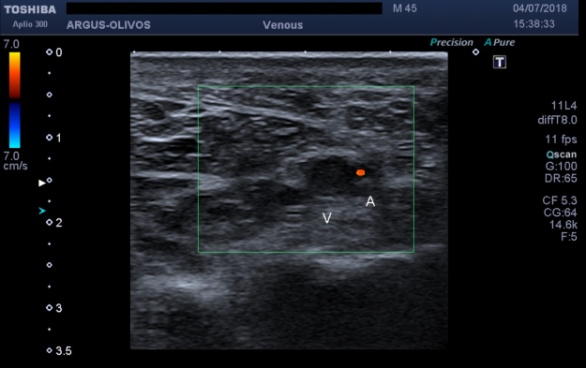 TOSHIBA M 45 04/07/2018
Aplio 300 ARGUS-OLIVOS Venous 15:38:33
Precision A Pure
T
7.0
7.0
cm/s
0
1
2
3
3.5
11L4
diffT8.0
11 fps
Qscan
G:100
DR:65
CF 5.3
CG:64
14.6k
F:5
A
V